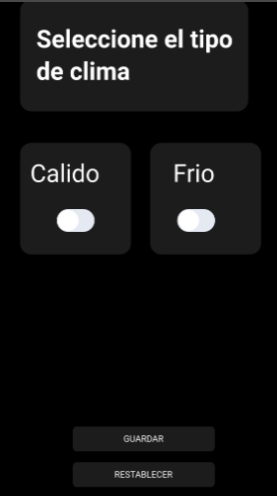 Seleccione el tipo
de clima
Calido
Frio
GUARDAR
RESTABLECER